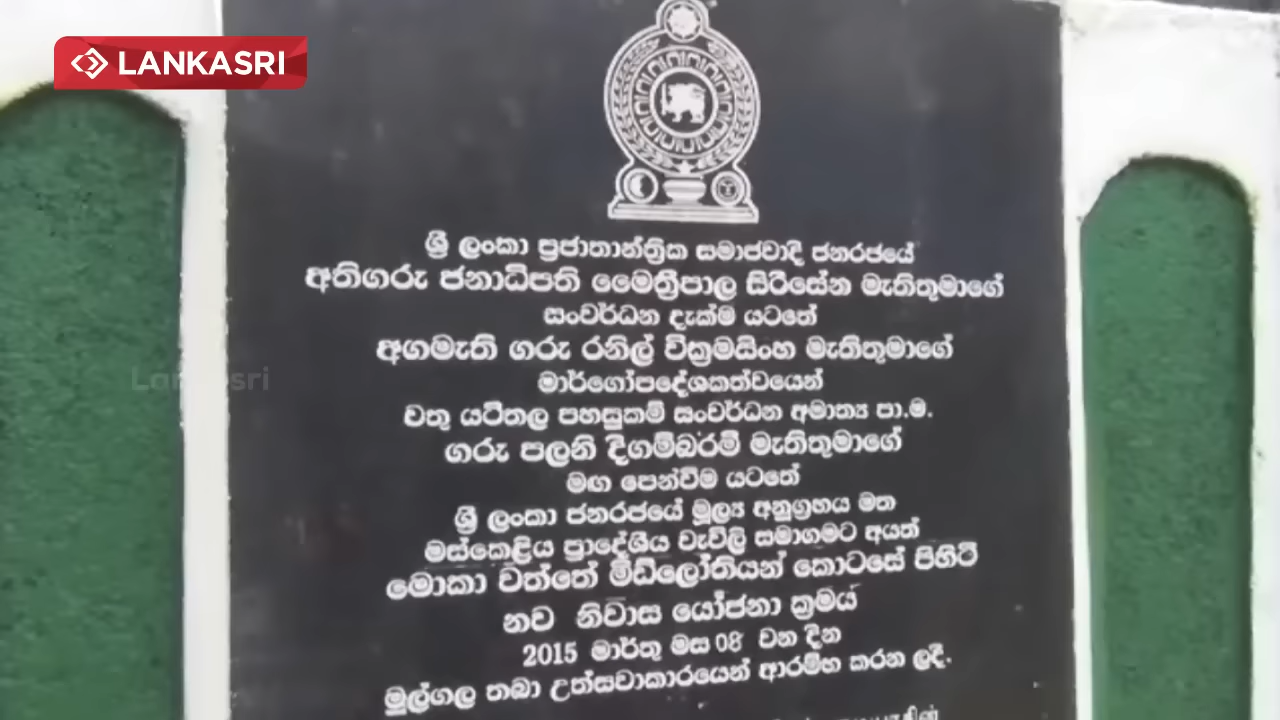 LANKASRI
ශ්‍රී ලංකා ප්‍රජාතාන්ත්‍රික සමාජවාදී ජනරජයේ
අතිගරු ජනාධිපති මෛත්‍රීපාල සිරිසේන මැතිතුමාගේ
සංවර්ධන දැක්ම යටතේ
අගමැති ගරු රනිල් වික්‍රමසිංහ මැතිතුමාගේ
Lankasri
මාර්ගෝපදේශකත්වයෙන්
වතු යටිතල පහසුකම් සංවර්ධන අමාත්‍ය පා.ම.
ගරු පලනි දිගම්බරම් මැතිතුමාගේ
මඟ පෙන්වීම යටතේ
ශ්‍රී ලංකා ජනරජයේ මූල්‍ය අනුග්‍රහය මත
මස්කෙළිය ප්‍රාදේශීය වැවිලි සමාගමට අයත්
මොකා වත්තේ මිඩ්ලෝතියන් කොටසේ පිහිටි
නව නිවාස යෝජනා ක්‍රමය
2015 මාර්තු මස 08 වන දින
මුල්ගල තබා උත්සවාකාරයෙන් ආරම්භ කරන ලදී.